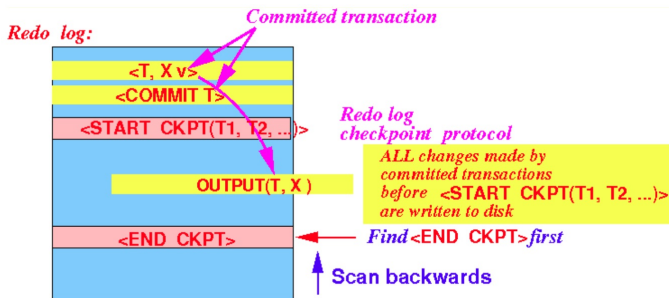 Committed transaction
Redo log:
<T, X v>
<COMMIT T>
<START CKPT(T1, T2, ...)>
Redo log
checkpoint protocol
ALL changes made by
committed transactions
before <START CKPT(T1, T2, ...)>
are written to disk
OUTPUT(T, X )
<END CKPT>
Find <END CKPT> first
Scan backwards